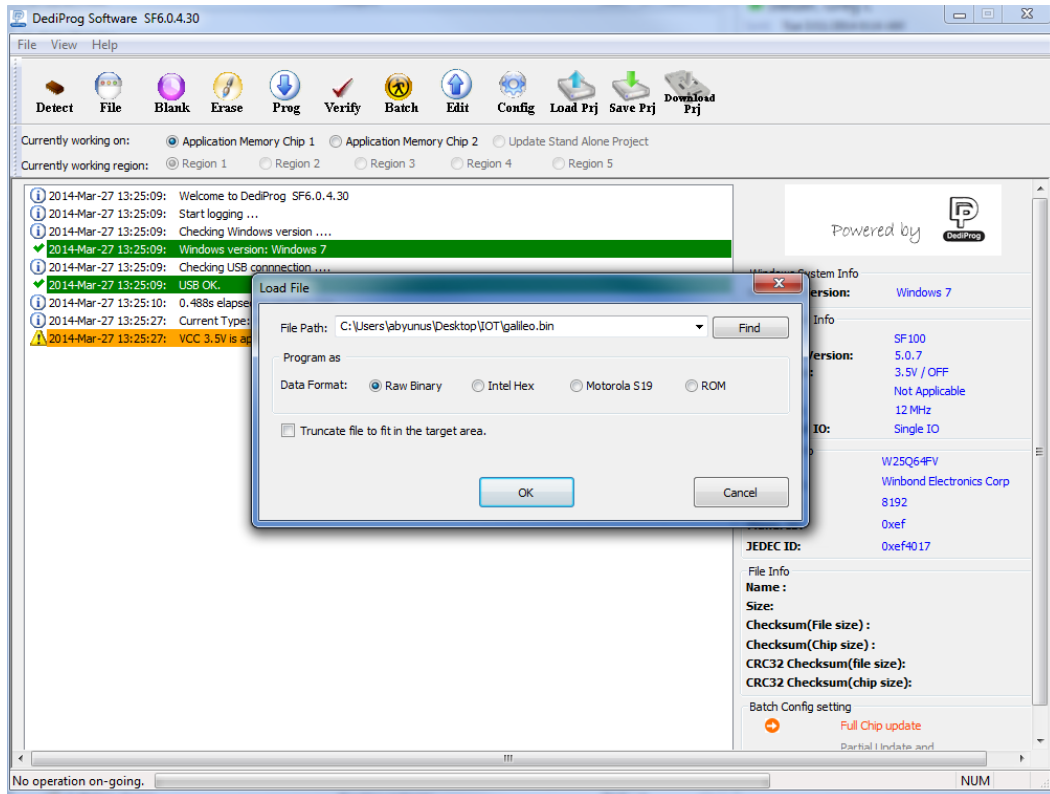 DediProg Software  SF6.0.4.30
File View Help
Detect File Blank Erase Prog Verify Batch Edit Config Load Prj Save Prj Download Prj
Currently working on: Application Memory Chip 1 Application Memory Chip 2 Update Stand Alone Project
Currently working region: Region 1 Region 2 Region 3 Region 4 Region 5
2014-Mar-27 13:25:09: Welcome to DediProg SF6.0.4.30
2014-Mar-27 13:25:09: Start logging ...
2014-Mar-27 13:25:09: Checking Windows version ....
2014-Mar-27 13:25:09: Windows version: Windows 7
2014-Mar-27 13:25:09: Checking USB connnection ....
2014-Mar-27 13:25:09: USB OK.
2014-Mar-27 13:25:10: 0.488s elapse
2014-Mar-27 13:25:27: Current Type:
2014-Mar-27 13:25:27: VCC 3.5V is ap
Load File
File Path: C:\Users\abyunus\Desktop\IOT\galileo.bin Find
Program as
Data Format: Raw Binary Intel Hex Motorola S19 ROM
Truncate file to fit in the target area.
OK Cancel
Powered by DediProg
Windows System Info
ersion: Windows 7
Info
SF100
ersion: 5.0.7
: 3.5V / OFF
Not Applicable
12 MHz
IO: Single IO
W25Q64FV
Winbond Electronics Corp
8192
0xef
JEDEC ID: 0xef4017
File Info
Name :
Size:
Checksum(File size) :
Checksum(Chip size) :
CRC32 Checksum(file size):
CRC32 Checksum(chip size):
Batch Config setting
Full Chip update
Partial Update and
No operation on-going. NUM